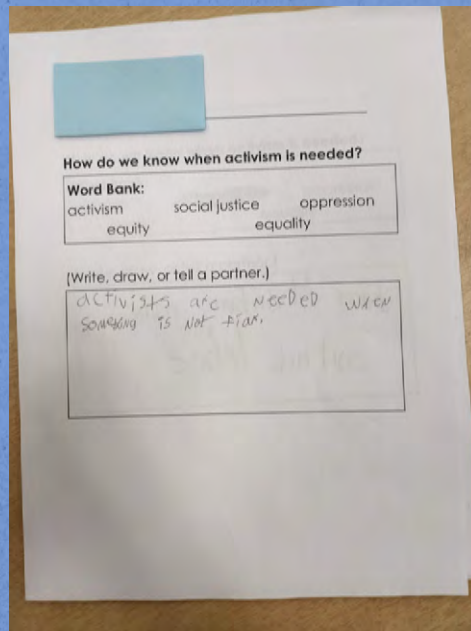 How do we know when activism is needed?
Word Bank:
activism social justice oppression
equity equality
(Write, draw, or tell a partner.)
activists are NeeDeD WHeN
SoMeHiNg is Not fiar.